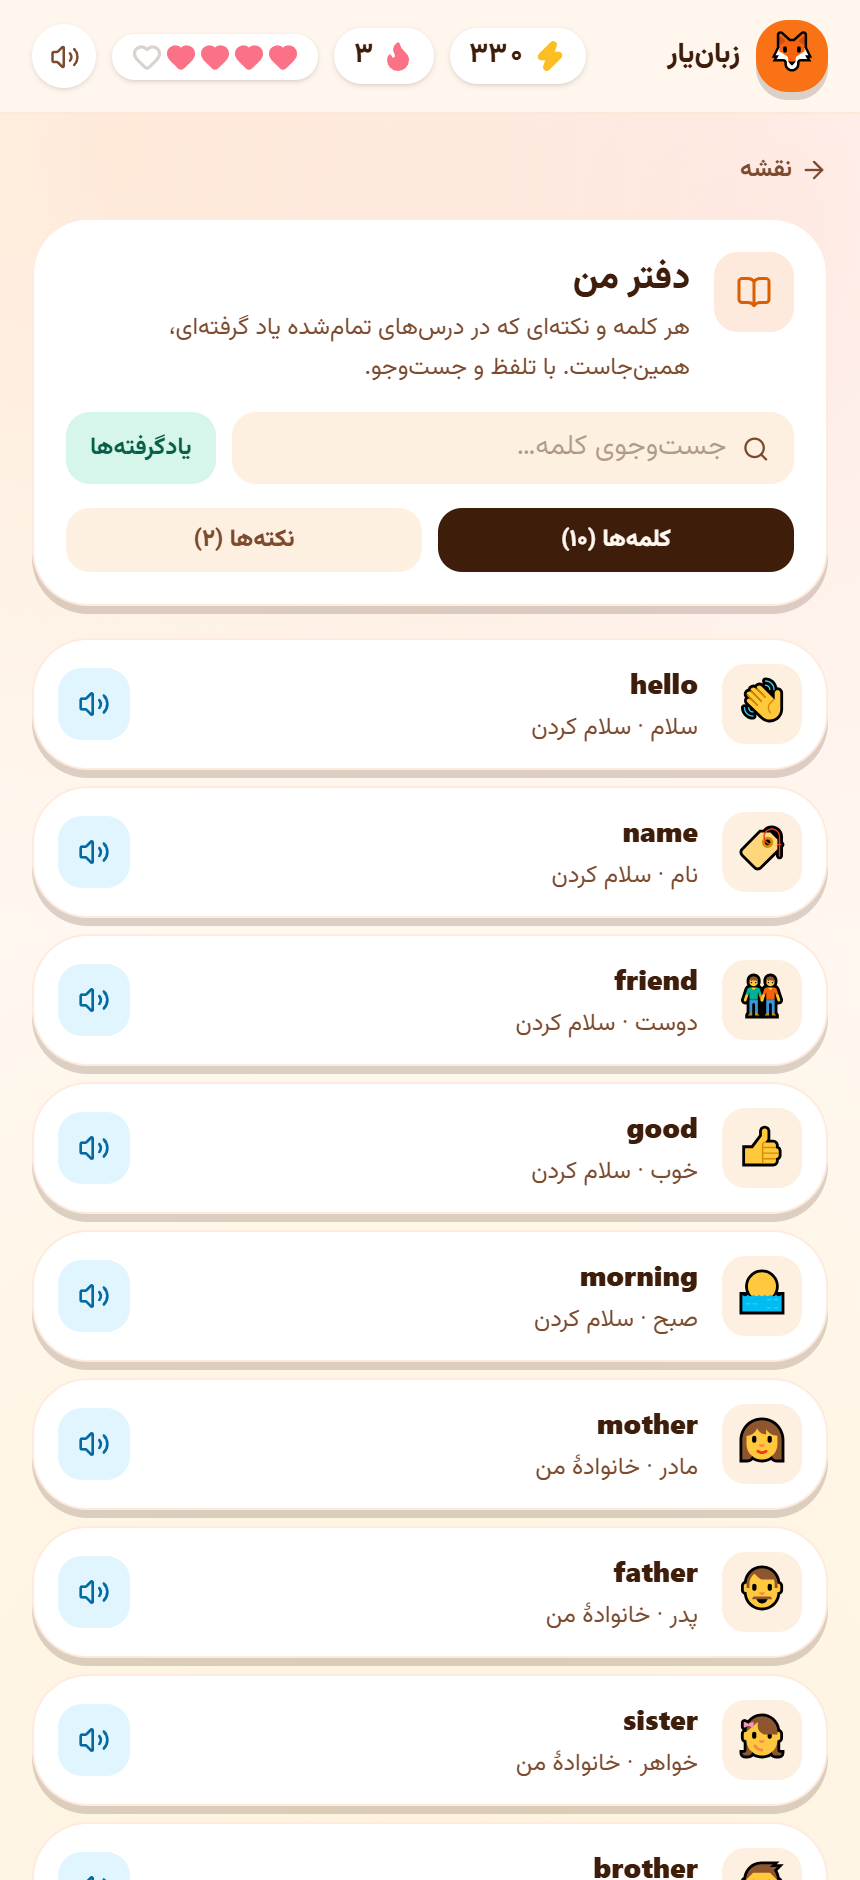 زبان‌یار
۳۳۰
۳
نقشه
دفتر من
هر کلمه و نکته‌ای که در درس‌های تمام‌شده یاد گرفته‌ای،
همین‌جاست. با تلفظ و جست‌وجو.
جست‌وجوی کلمه…
یادگرفته‌ها
کلمه‌ها (۱۰)
نکته‌ها (۲)
hello
سلام · سلام کردن
name
نام · سلام کردن
friend
دوست · سلام کردن
good
خوب · سلام کردن
morning
صبح · سلام کردن
mother
مادر · خانوادهٔ من
father
پدر · خانوادهٔ من
sister
خواهر · خانوادهٔ من
brother